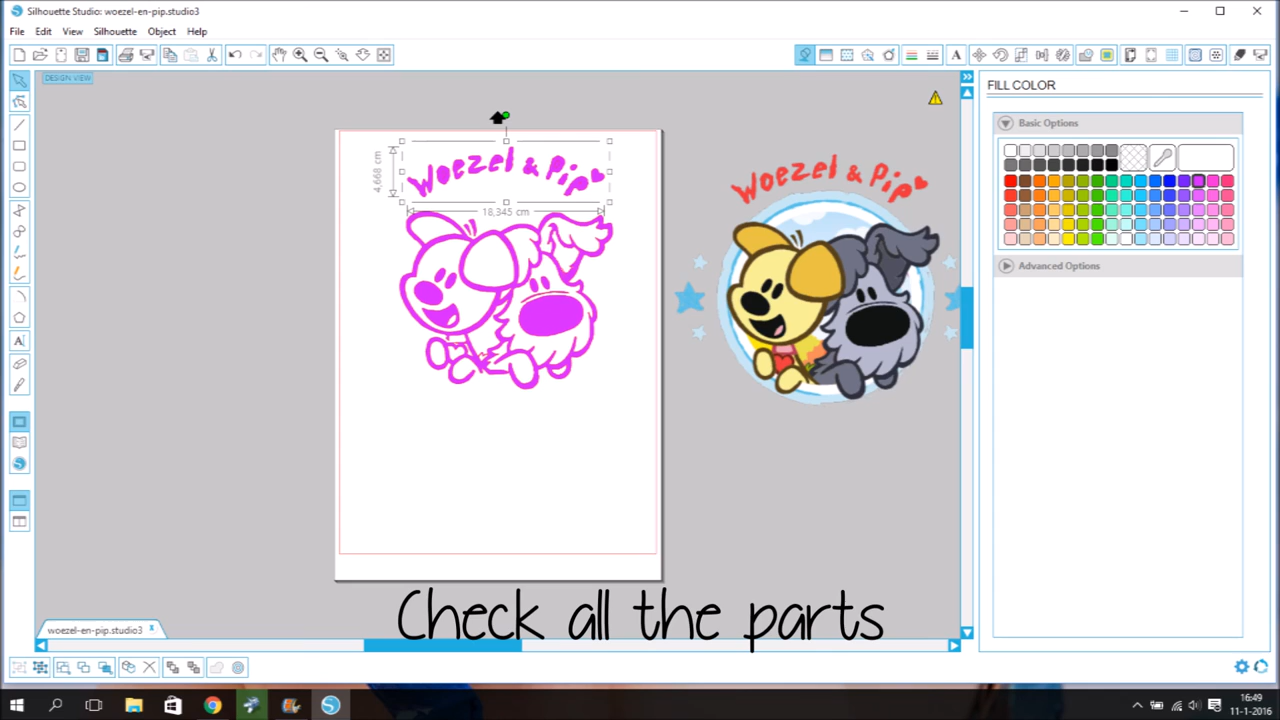 Silhouette Studio: woezel-en-pip.studio3
File Edit View Silhouette Object Help
DESIGN VIEW
FILL COLOR
Basic Options
Advanced Options
4,668 cm
Woezel & Pip
18,345 cm
Woezel & Pip
Check all the parts
woezel-en-pip.studio3
16:49
11-1-2016